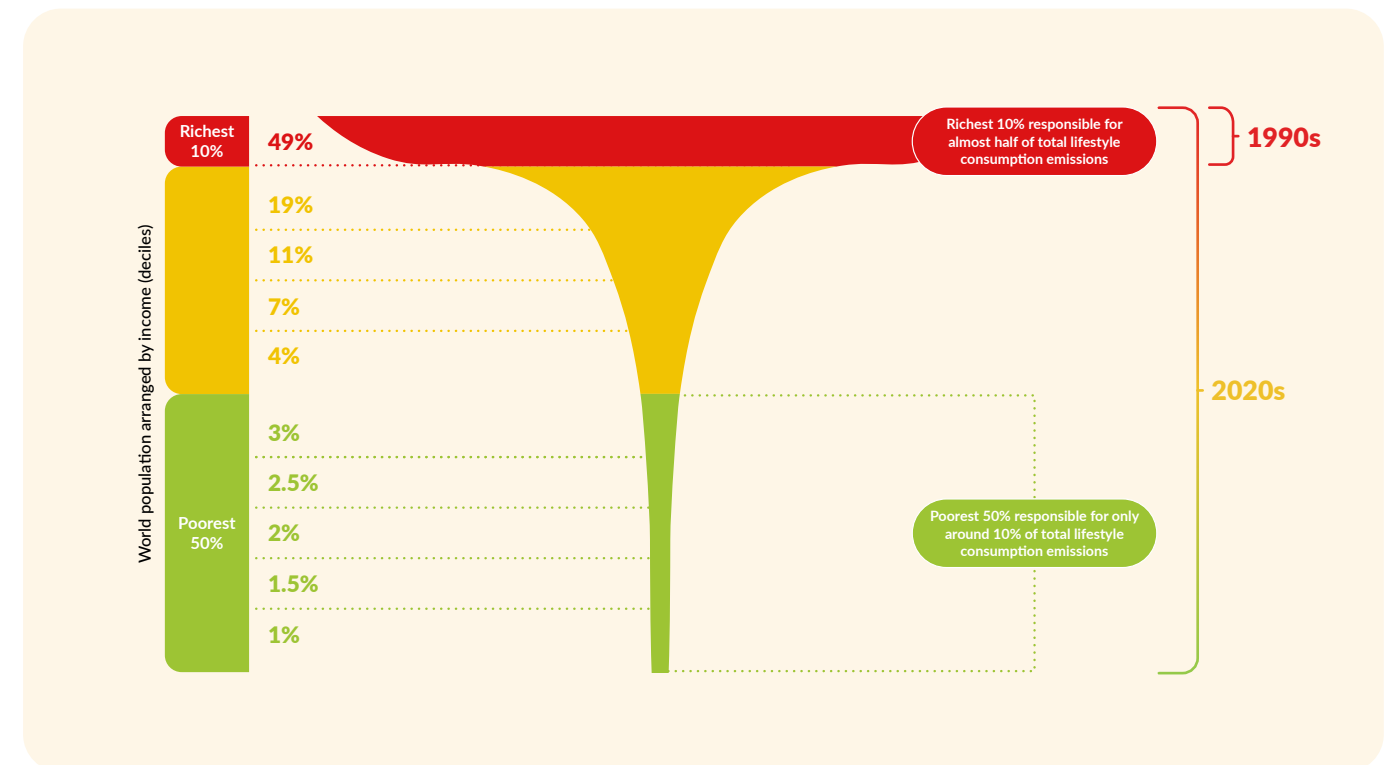 World population arranged by income (deciles)
Richest
10%
49%
19%
11%
7%
4%
Poorest
50%
3%
2.5%
2%
1.5%
1%
Richest 10% responsible for
almost half of total lifestyle
consumption emissions
Poorest 50% responsible for only
around 10% of total lifestyle
consumption emissions
1990s
2020s